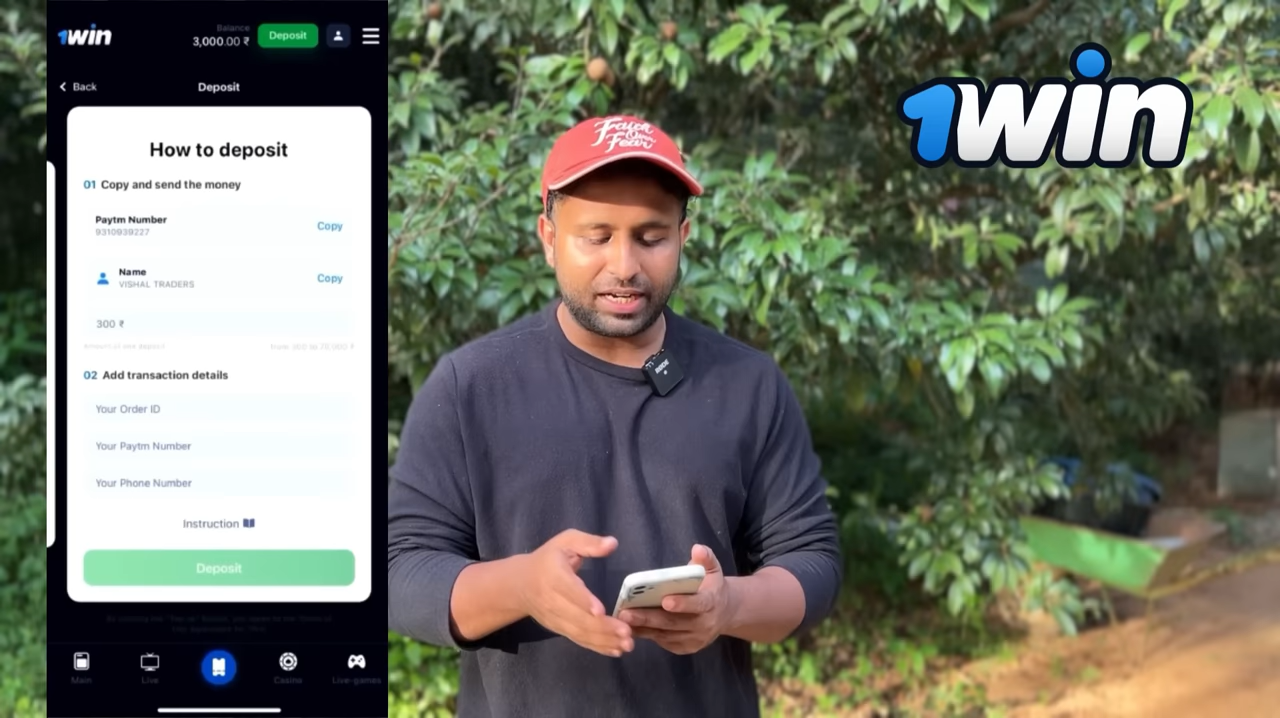 1win
Balance
3,000.00 ₹
Deposit
Back
Deposit
How to deposit
01 Copy and send the money
Paytm Number
9310939227
Copy
Name
VISHAL TRADERS
Copy
300 ₹
02 Add transaction details
Your Order ID
Your Paytm Number
Your Phone Number
Instruction
Deposit
Main
Live
Casino
Live-games
Faith
Over
Fear
1win